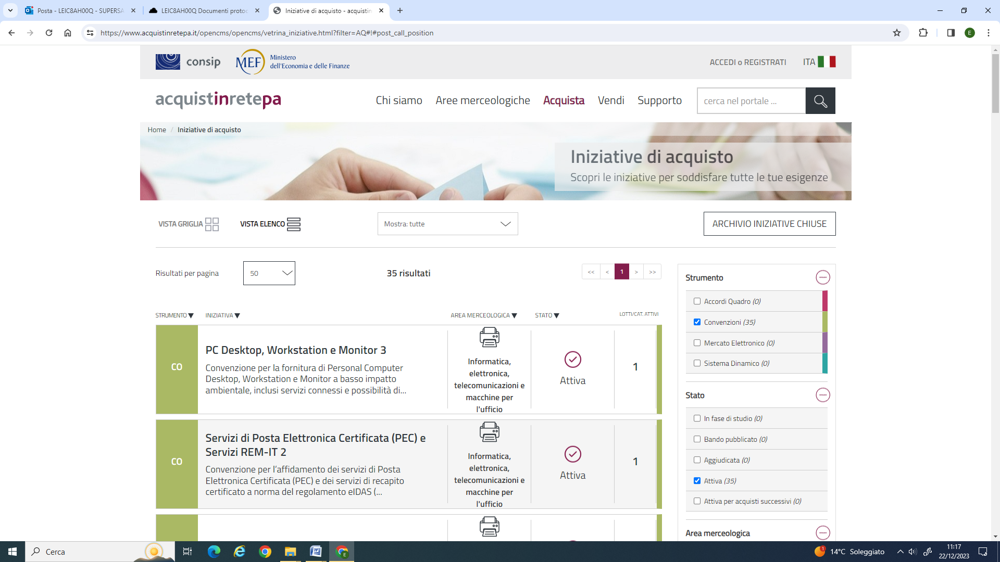 Posta - LEIC8AH00Q - SUPERSA
LEIC8AH00Q Documenti protoc
Iniziative di acquisto - acquistin
https://www.acquistinretepa.it/opencms/opencms/vetrina_iniziative.html?filter=AQ#!#post_call_position
E
consip
MEF
Ministero
dell'Economia e delle Finanze
ACCEDI o REGISTRATI
ITA
acquistinretepa
Chi siamo
Aree merceologiche
Acquista
Vendi
Supporto
cerca nel portale ...
Home / Iniziative di acquisto
Iniziative di acquisto
Scopri le iniziative per soddisfare tutte le tue esigenze
VISTA GRIGLIA
VISTA ELENCO
Mostra: tutte
ARCHIVIO INIZIATIVE CHIUSE
Risultati per pagina
50
35 risultati
<< < 1 > >>
STRUMENTO▼
INIZIATIVA▼
AREA MERCEOLOGICA ▼
STATO ▼
LOTTI/CAT. ATTIVI
CO
PC Desktop, Workstation e Monitor 3
Convenzione per la fornitura di Personal Computer
Desktop, Workstation e Monitor a basso impatto
ambientale, inclusi servizi connessi e possibilità di...
Informatica,
elettronica,
telecomunicazioni e
macchine per
l'ufficio
Attiva
1
CO
Servizi di Posta Elettronica Certificata (PEC) e
Servizi REM-IT 2
Convenzione per l’affidamento dei servizi di Posta
Elettronica Certificata (PEC) e dei servizi di recapito
certificato a norma del regolamento eIDAS (...
Informatica,
elettronica,
telecomunicazioni e
macchine per
l'ufficio
Attiva
1
Strumento
Accordi Quadro (0)
Convenzioni (35)
Mercato Elettronico (0)
Sistema Dinamico (0)
Stato
In fase di studio (0)
Bando pubblicato (0)
Aggiudicata (0)
Attiva (35)
Attiva per acquisti successivi (0)
Area merceologica
Cerca
1
14°C Soleggiato
11:17
22/12/2023